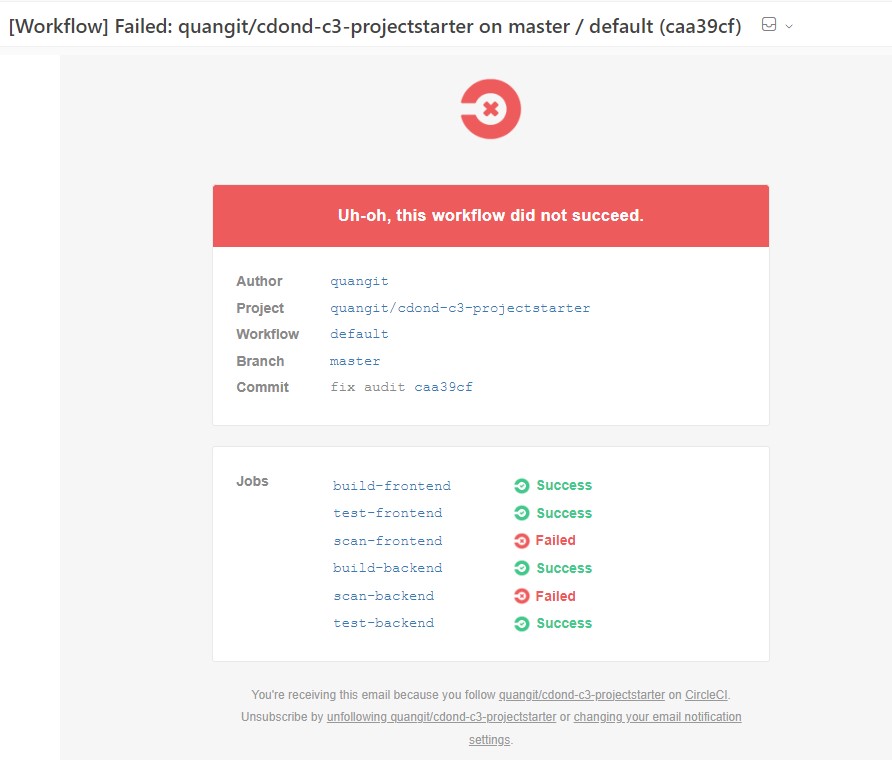 [Workflow] Failed: quangit/cdond-c3-projectstarter on master / default (caa39cf)
Uh-oh, this workflow did not succeed.
Author quangit
Project quangit/cdond-c3-projectstarter
Workflow default
Branch master
Commit fix audit caa39cf
Jobs
build-frontend Success
test-frontend Success
scan-frontend Failed
build-backend Success
scan-backend Failed
test-backend Success
You're receiving this email because you follow quangit/cdond-c3-projectstarter on CircleCI.
Unsubscribe by unfollowing quangit/cdond-c3-projectstarter or changing your email notification
settings.